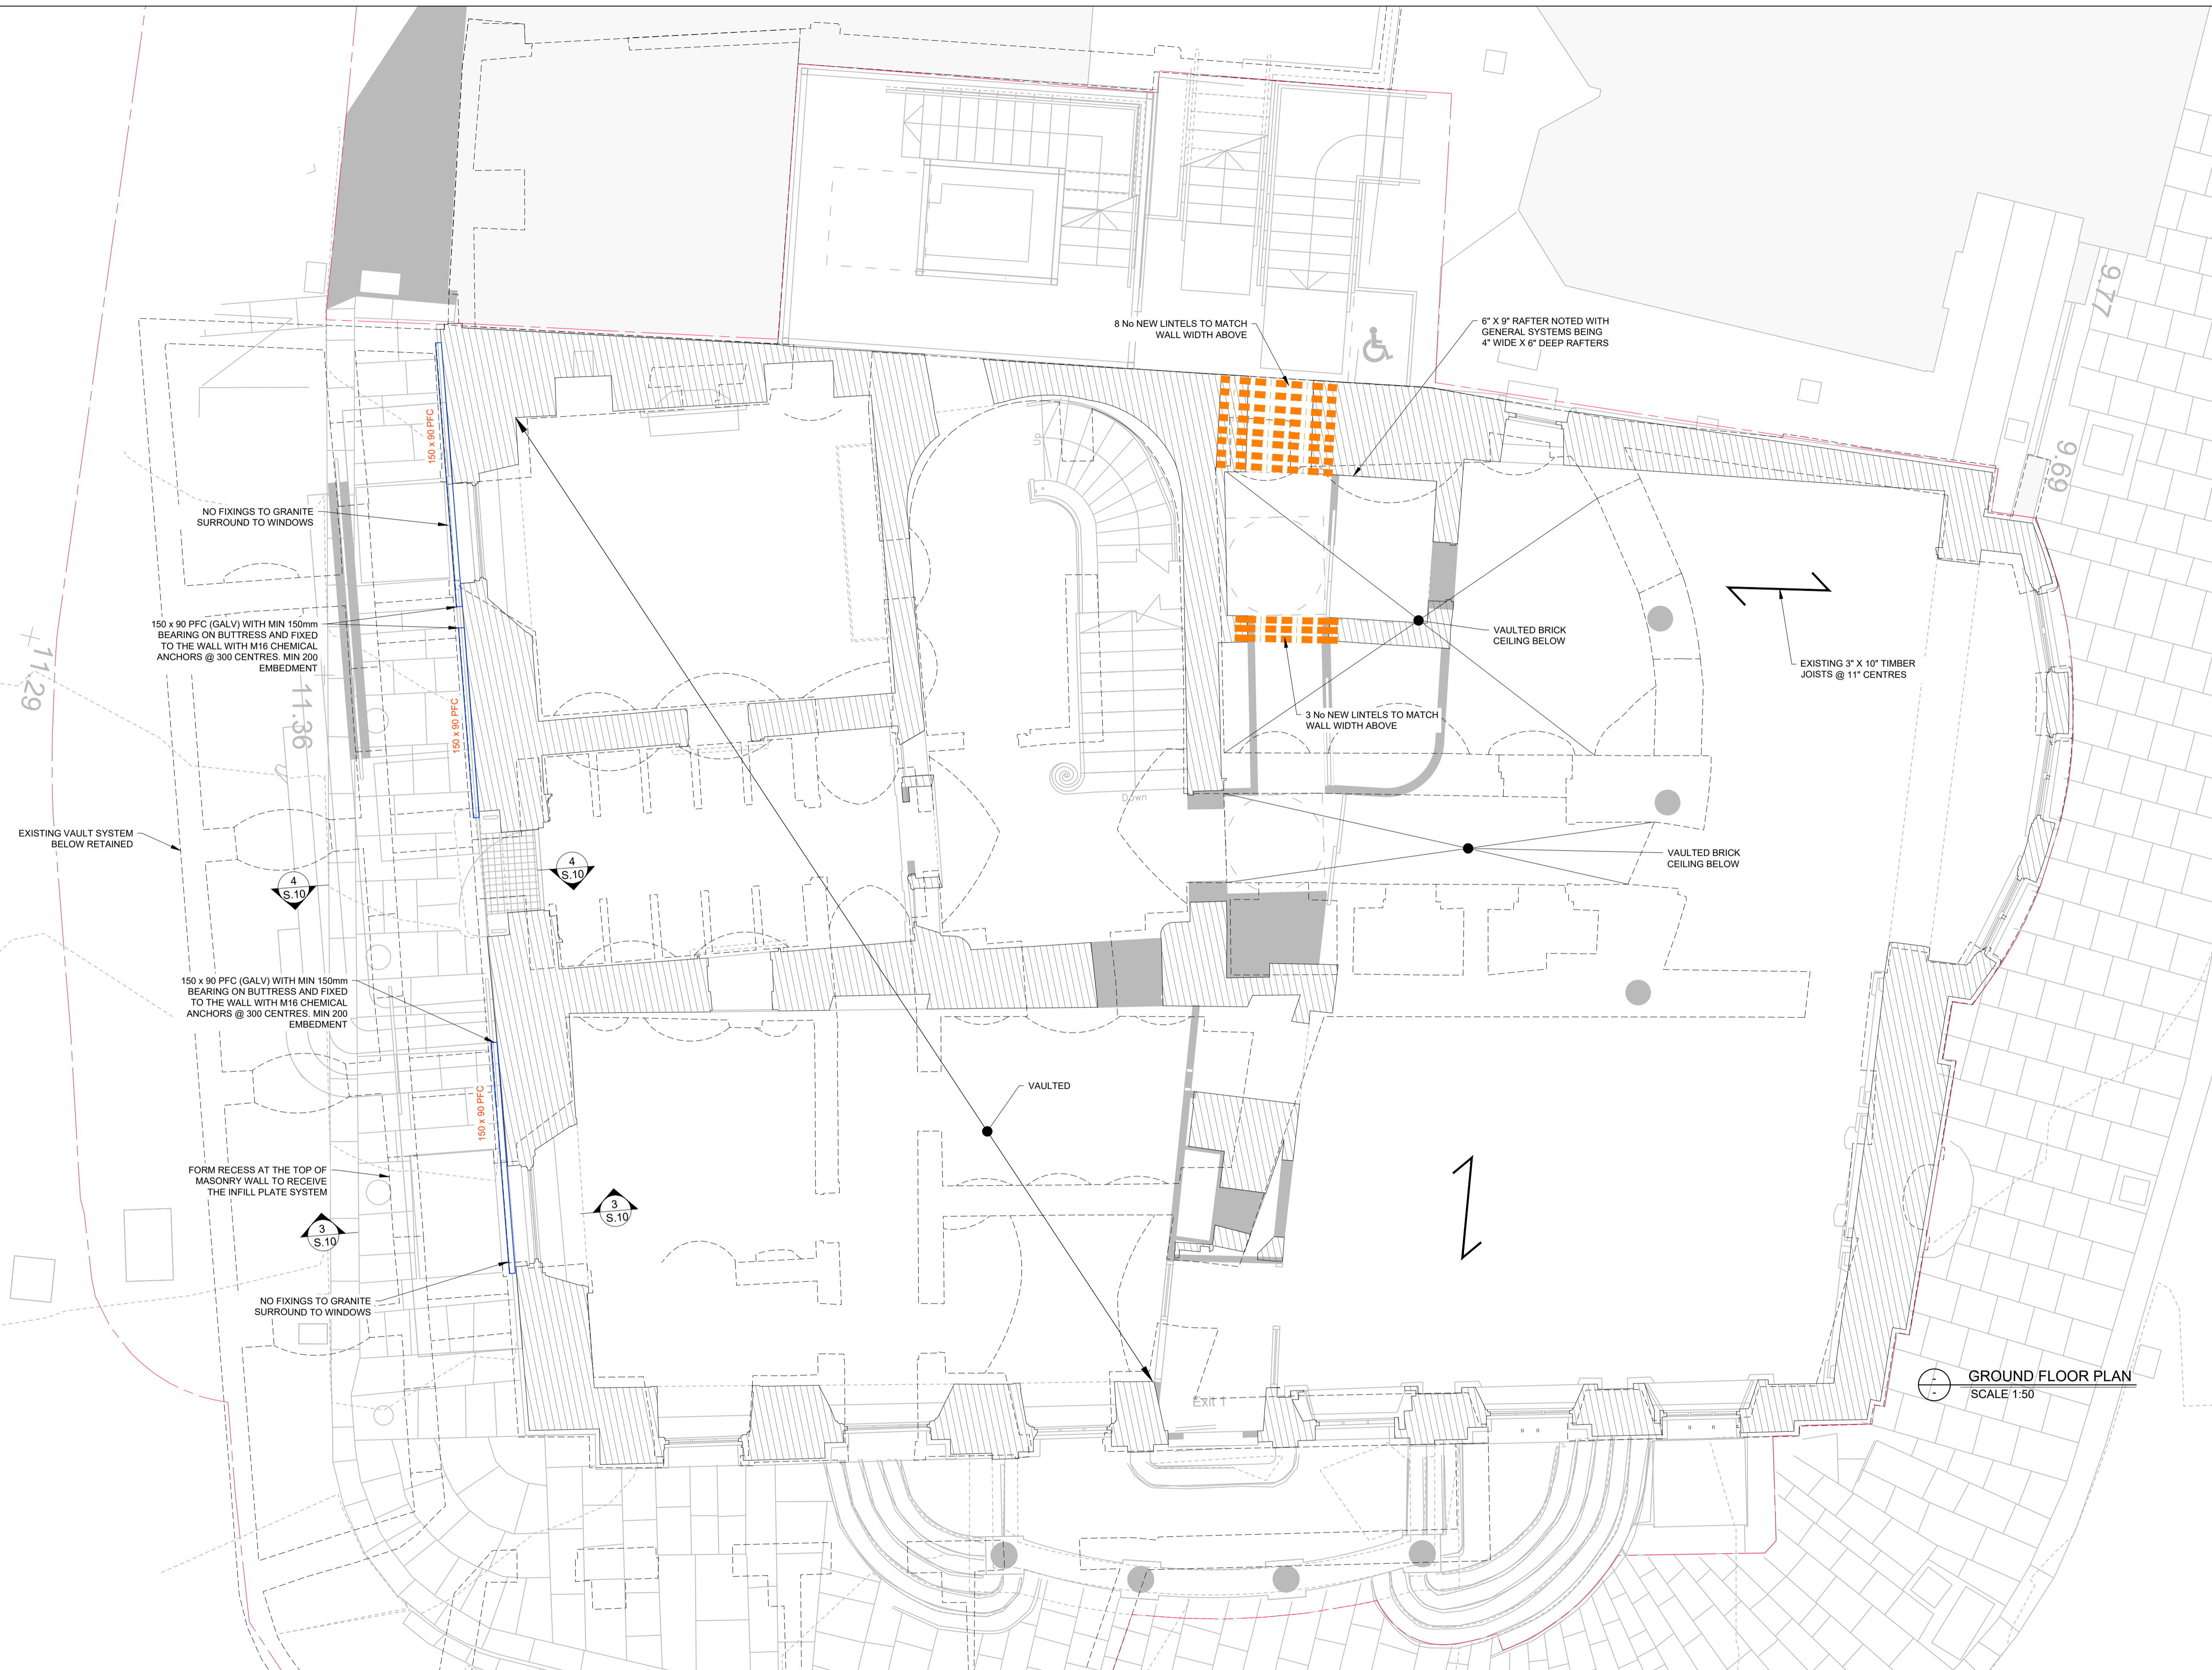 8 No NEW LINTELS TO MATCH
WALL WIDTH ABOVE
6" X 9" RAFTER NOTED WITH
GENERAL SYSTEMS BEING
4" WIDE X 6" DEEP RAFTERS
9.77
9.69
150 x 90 PFC
UP
NO FIXINGS TO GRANITE
SURROUND TO WINDOWS
150 x 90 PFC (GALV) WITH MIN 150mm
BEARING ON BUTTRESS AND FIXED
TO THE WALL WITH M16 CHEMICAL
ANCHORS @ 300 CENTRES. MIN 200
EMBEDMENT
11.29
11.36
150 x 90 PFC
VAULTED BRICK
CEILING BELOW
EXISTING 3" X 10" TIMBER
JOISTS @ 11" CENTRES
3 No NEW LINTELS TO MATCH
WALL WIDTH ABOVE
Down
EXISTING VAULT SYSTEM
BELOW RETAINED
VAULTED BRICK
CEILING BELOW
4
S.10
4
S.10
150 x 90 PFC (GALV) WITH MIN 150mm
BEARING ON BUTTRESS AND FIXED
TO THE WALL WITH M16 CHEMICAL
ANCHORS @ 300 CENTRES. MIN 200
EMBEDMENT
150 x 90 PFC
VAULTED
FORM RECESS AT THE TOP OF
MASONRY WALL TO RECEIVE
THE INFILL PLATE SYSTEM
3
S.10
3
S.10
NO FIXINGS TO GRANITE
SURROUND TO WINDOWS
Exit 1
-
-
GROUND FLOOR PLAN
SCALE 1:50